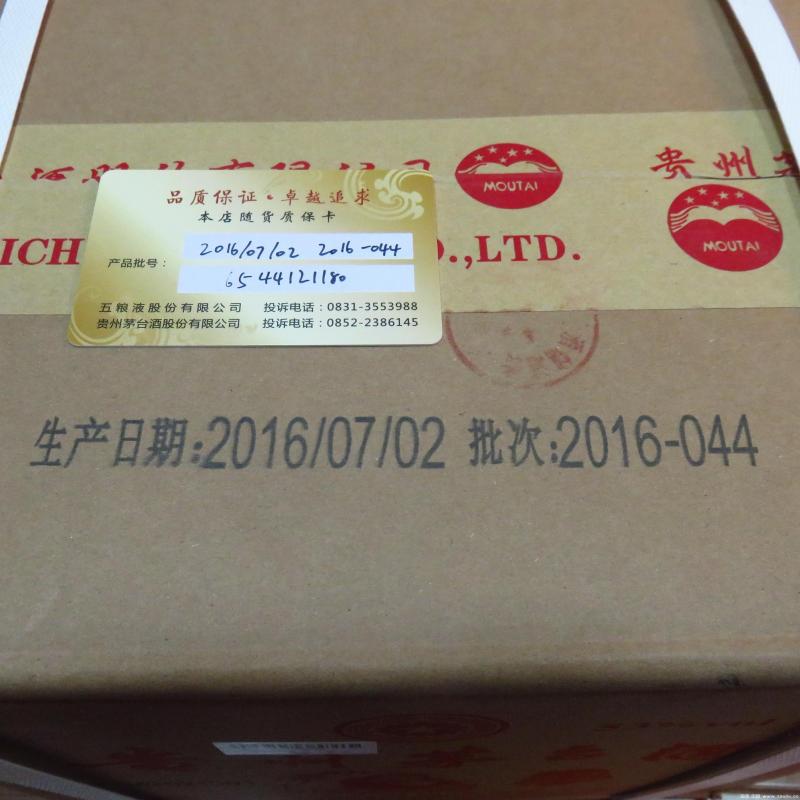 MOUTAI
贵州
MOUTAI
ICH
.,LTD.
品质保证·卓越追求
本店随货质保卡
产品批号：
2016/07/02 2016-044
6544121180
五粮液股份有限公司 投诉电话：0831-3553988
贵州茅台酒股份有限公司 投诉电话：0852-2386145
生产日期:2016/07/02 批次:2016-044